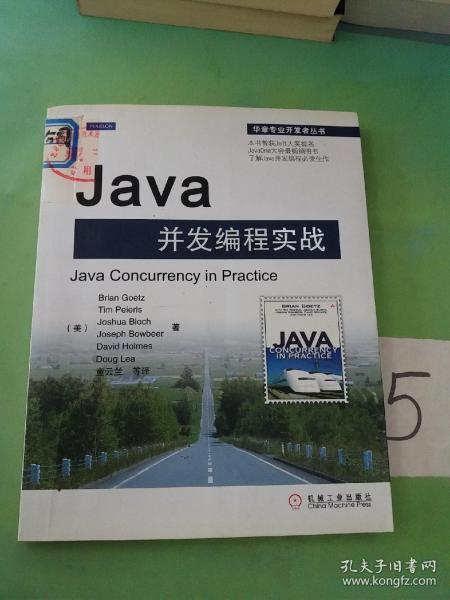 PEARSON
华章专业开发者丛书
本书曾获Jolt大奖提名
JavaOne大会最畅销图书
了解Java并发编程必读佳作
用
Java
并发编程实战
Java Concurrency in Practice
Brian Goetz
Tim Peierls
(美) Joshua Bloch
Joseph Bowbeer 著
David Holmes
Doug Lea
童云兰 等译
BRIAN GOETZ
JAVA
CONCURRENCY
IN PRACTICE
5
机械工业出版社
China Machine Press
孔夫子旧书网
www.kongfz.com